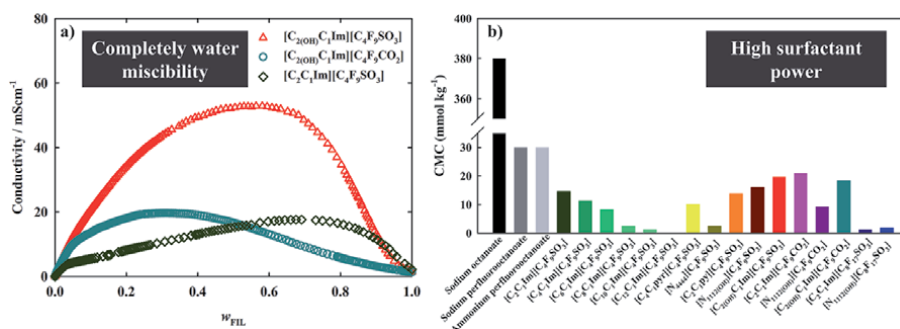 a)
Completely water
miscibility
[C₂(OH)C₁Im][C₄F₉SO₃]
[C₂(OH)C₁Im][C₄F₉CO₂]
[C₂C₁Im][C₄F₉SO₃]
Conductivity / mScm⁻¹
80
60
40
20
0
0.0
0.2
0.4
0.6
0.8
1.0
wFIL
b)
High surfactant
power
CMC (mmol kg⁻¹)
400
380
360
30
20
10
0
Sodium octanoate
Sodium perfluorooctanoate
Ammonium perfluorooctanoate
[C₂C₁Im][C₄F₉SO₃]
[C₄C₁Im][C₄F₉SO₃]
[C₆C₁Im][C₄F₉SO₃]
[C₈C₁Im][C₄F₉SO₃]
[C₁₀C₁Im][C₄F₉SO₃]
[C₁₂C₁Im][C₄F₉SO₃]
[C₂C₁py][C₄F₉SO₃]
[N₄₄₄₄][C₄F₉SO₃]
[N₁₁₁₂(OH)][C₄F₉SO₃]
[C₂(OH)C₁Im][C₄F₉SO₃]
[C₂C₁Im][C₄F₉CO₂]
[N₁₁₁₂(OH)][C₄F₉CO₂]
[C₂(OH)C₁Im][C₄F₉CO₂]
[C₂C₁Im][C₈F₁₇SO₃]
[N₁₁₁₂(OH)][C₈F₁₇SO₃]